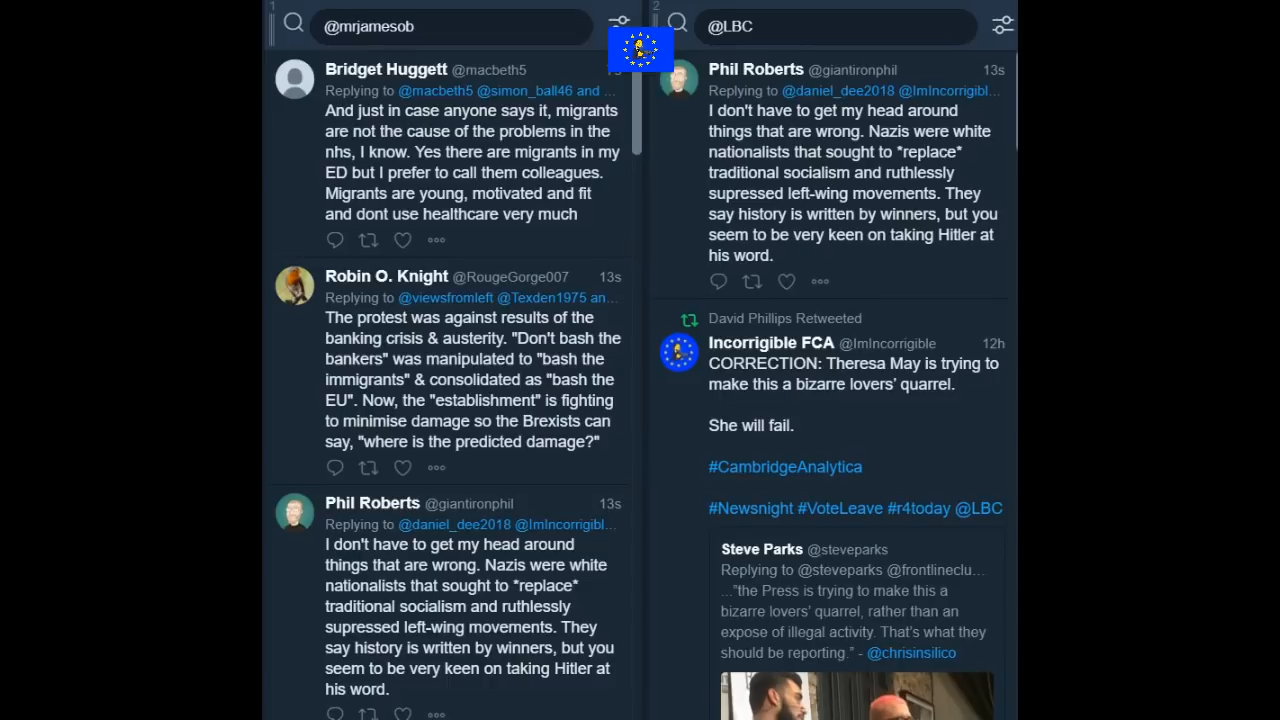 1
@mrjamesob
Bridget Huggett @macbeth5
Replying to @macbeth5 @simon_ball46 and ...
And just in case anyone says it, migrants
are not the cause of the problems in the
nhs, I know. Yes there are migrants in my
ED but I prefer to call them colleagues.
Migrants are young, motivated and fit
and dont use healthcare very much
Robin O. Knight @RougeGorge007 13s
Replying to @viewsfromleft @Texden1975 an...
The protest was against results of the
banking crisis & austerity. "Don't bash the
bankers" was manipulated to "bash the
immigrants" & consolidated as "bash the
EU". Now, the "establishment" is fighting
to minimise damage so the Brexists can
say, "where is the predicted damage?"
Phil Roberts @giantironphil 13s
Replying to @daniel_dee2018 @ImIncorrigibl...
I don't have to get my head around
things that are wrong. Nazis were white
nationalists that sought to *replace*
traditional socialism and ruthlessly
supressed left-wing movements. They
say history is written by winners, but you
seem to be very keen on taking Hitler at
his word.
2
@LBC
Phil Roberts @giantironphil 13s
Replying to @daniel_dee2018 @ImIncorrigibl...
I don't have to get my head around
things that are wrong. Nazis were white
nationalists that sought to *replace*
traditional socialism and ruthlessly
supressed left-wing movements. They
say history is written by winners, but you
seem to be very keen on taking Hitler at
his word.
David Phillips Retweeted
Incorrigible FCA @ImIncorrigible 12h
CORRECTION: Theresa May is trying to
make this a bizarre lovers’ quarrel.
She will fail.
#CambridgeAnalytica
#Newsnight #VoteLeave #r4today @LBC
Steve Parks @steveparks
Replying to @steveparks @frontlineclu...
...”the Press is trying to make this a
bizarre lovers’ quarrel, rather than an
expose of illegal activity. That’s what they
should be reporting.” - @chrisinsilico